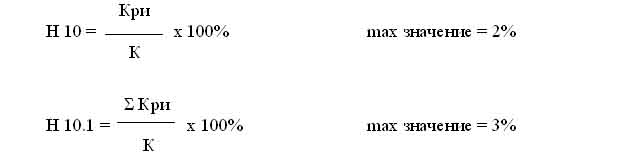 Кри
Н 10 = ——— х 100% max значение = 2%
К
Σ Кри
Н 10.1 = ——— х 100% max значение = 3%
К